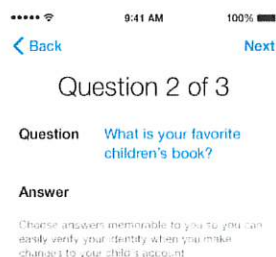 9:41 AM 100%
Back Next
Question 2 of 3
Question What is your favorite
children's book?
Answer
Choose answers memorable to you so you can
easily verify your identity when you make
changes to your child's account